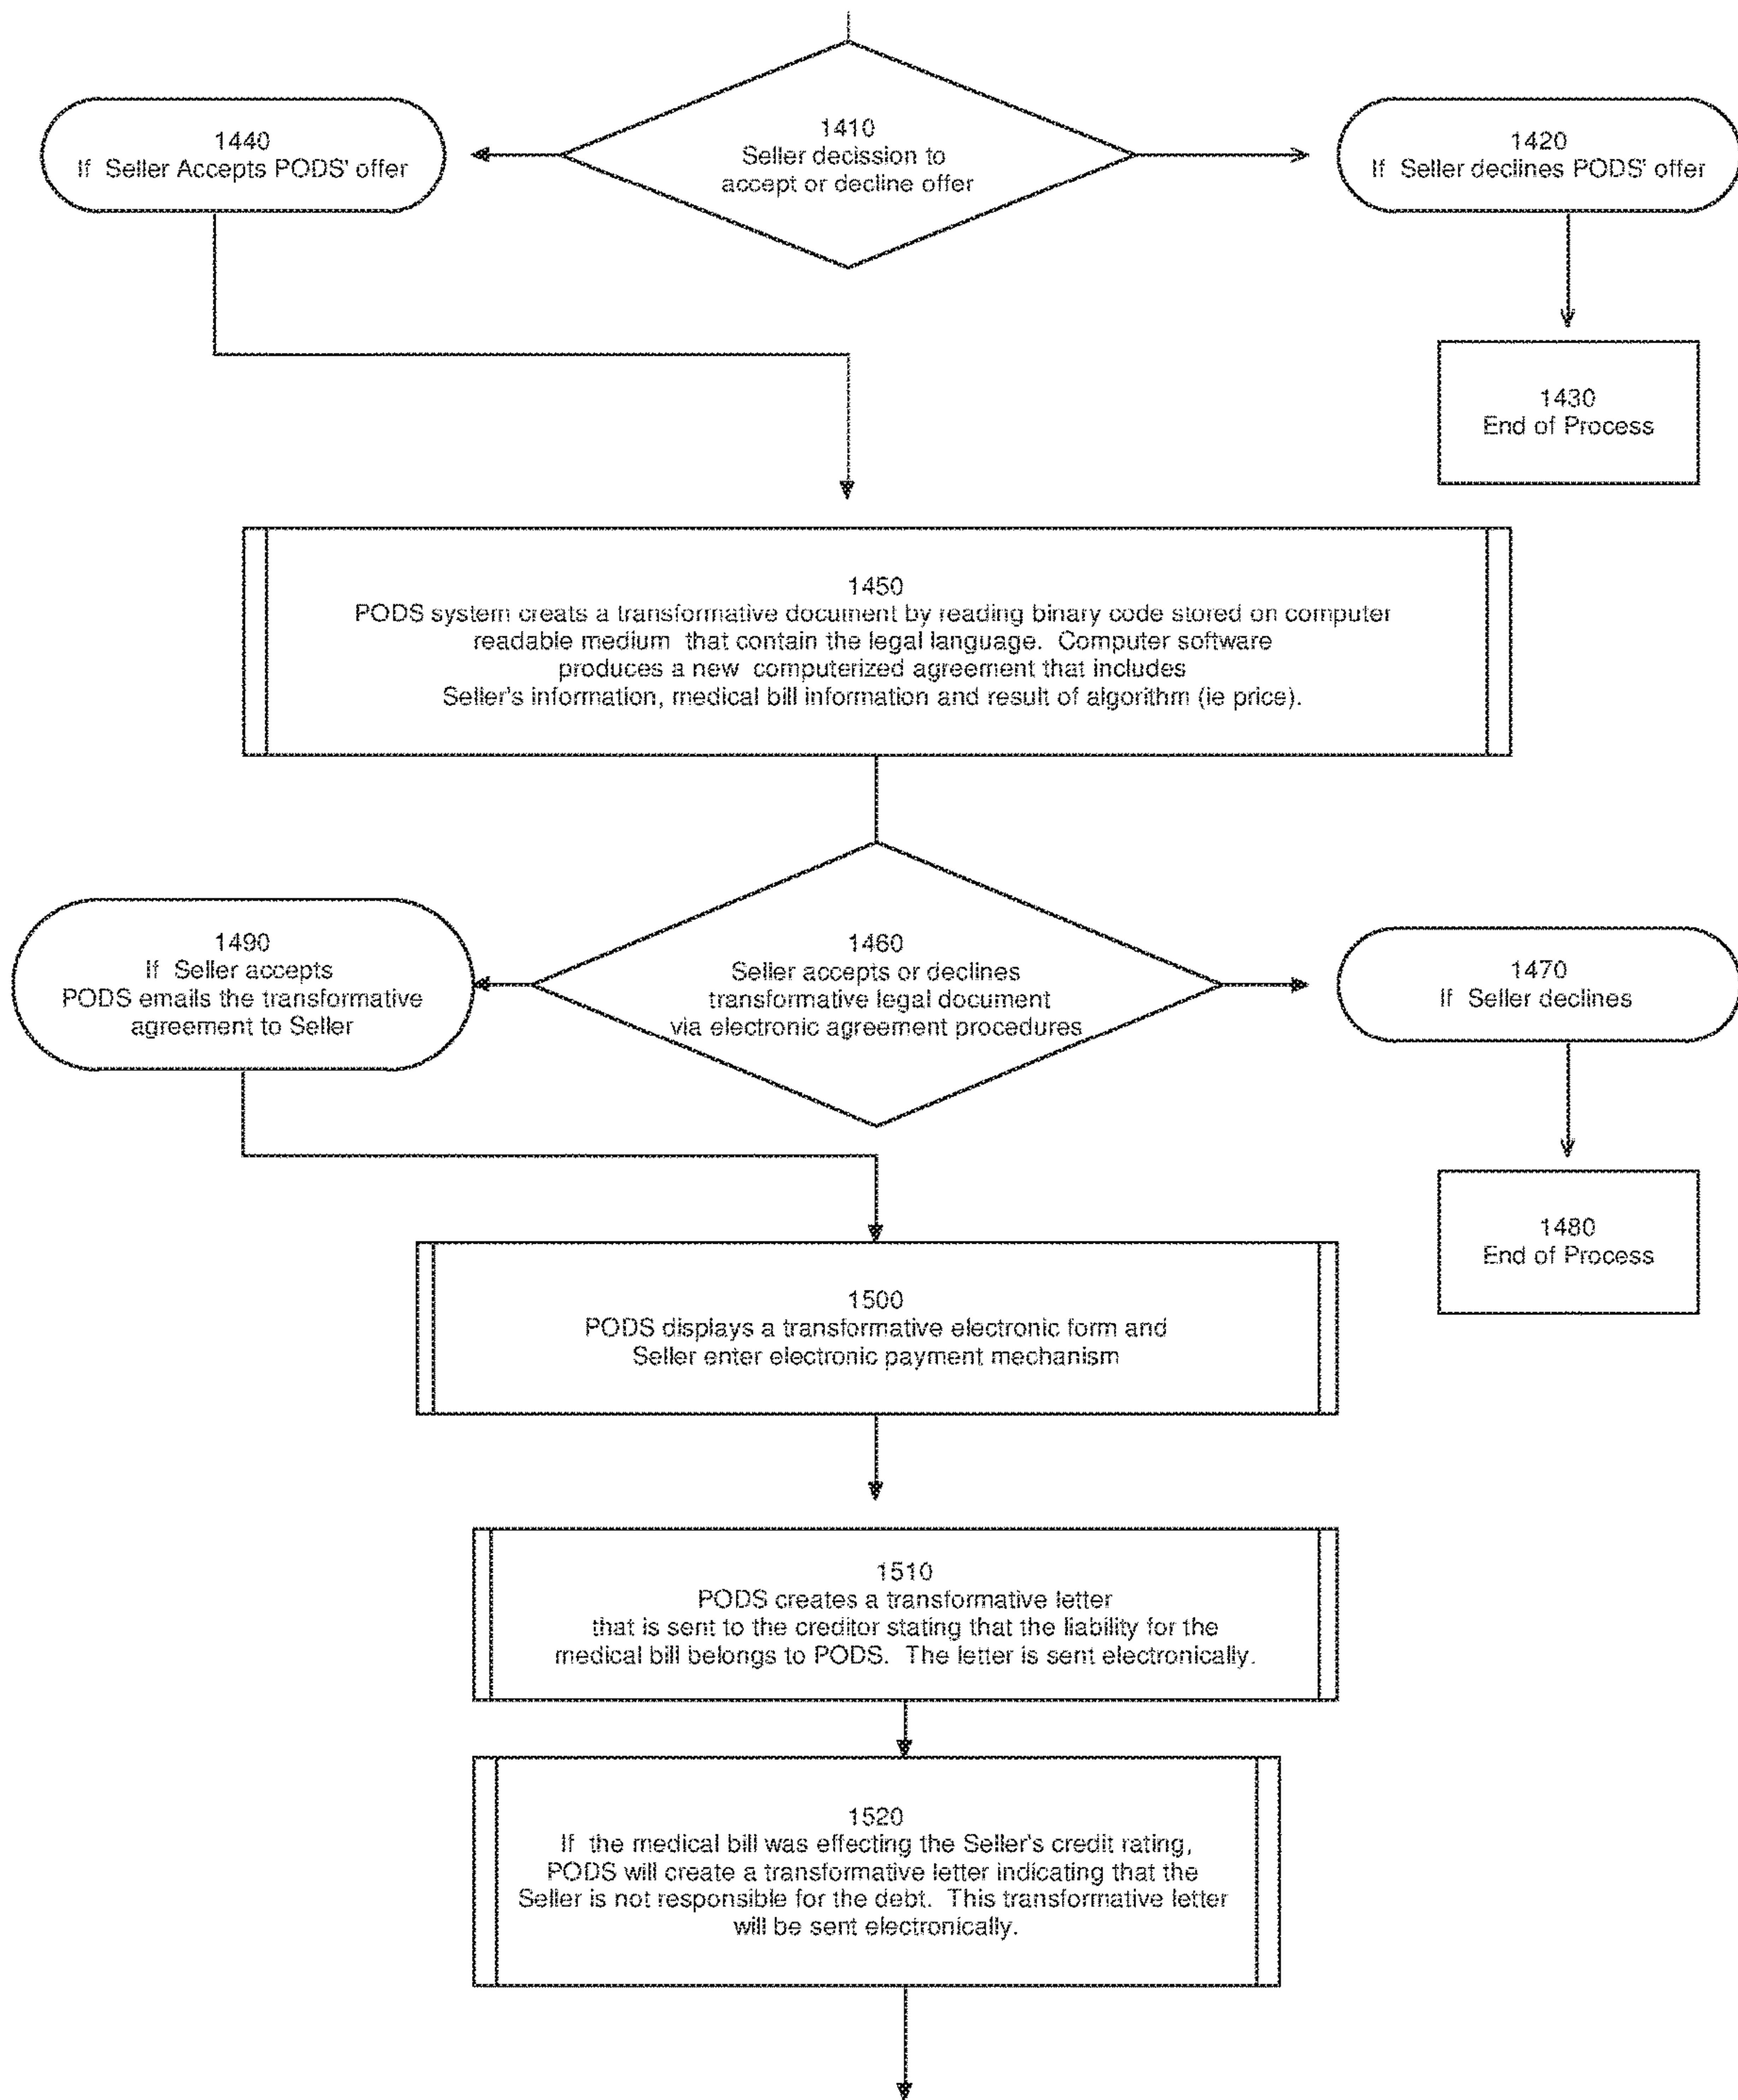 1440
If Seller Accepts PODS' offer
1410
Seller decission to
accept or decline offer
1420
If Seller declines PODS' offer
1430
End of Process
1450
PODS system creats a transformative document by reading binary code stored on computer
readable medium that contain the legal language. Computer software
produces a new computerized agreement that includes
Seller's information, medical bill information and result of algorithm (ie price).
1490
If Seller accepts
PODS emails the transformative
agreement to Seller
1460
Seller accepts or declines
transformative legal document
via electronic agreement procedures
1470
If Seller declines
1480
End of Process
1500
PODS displays a transformative electronic form and
Seller enter electronic payment mechanism
1510
PODS creates a transformative letter
that is sent to the creditor stating that the liability for the
medical bill belongs to PODS. The letter is sent electronically.
1520
If the medical bill was effecting the Seller's credit rating,
PODS will create a transformative letter indicating that the
Seller is not responsible for the debt. This transformative letter
will be sent electronically.